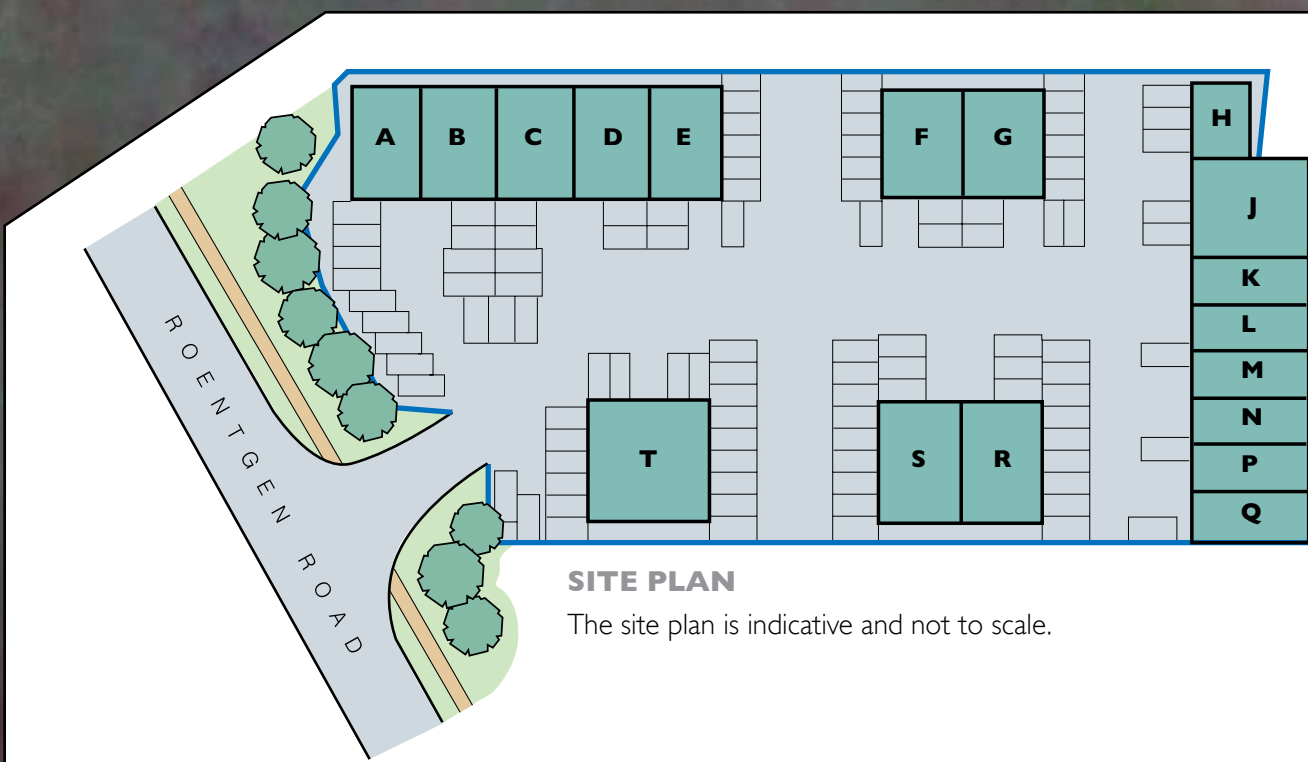 A B C D E F G H
J
K
L
M
N
P
Q
T S R
ROENTGEN ROAD
SITE PLAN
The site plan is indicative and not to scale.